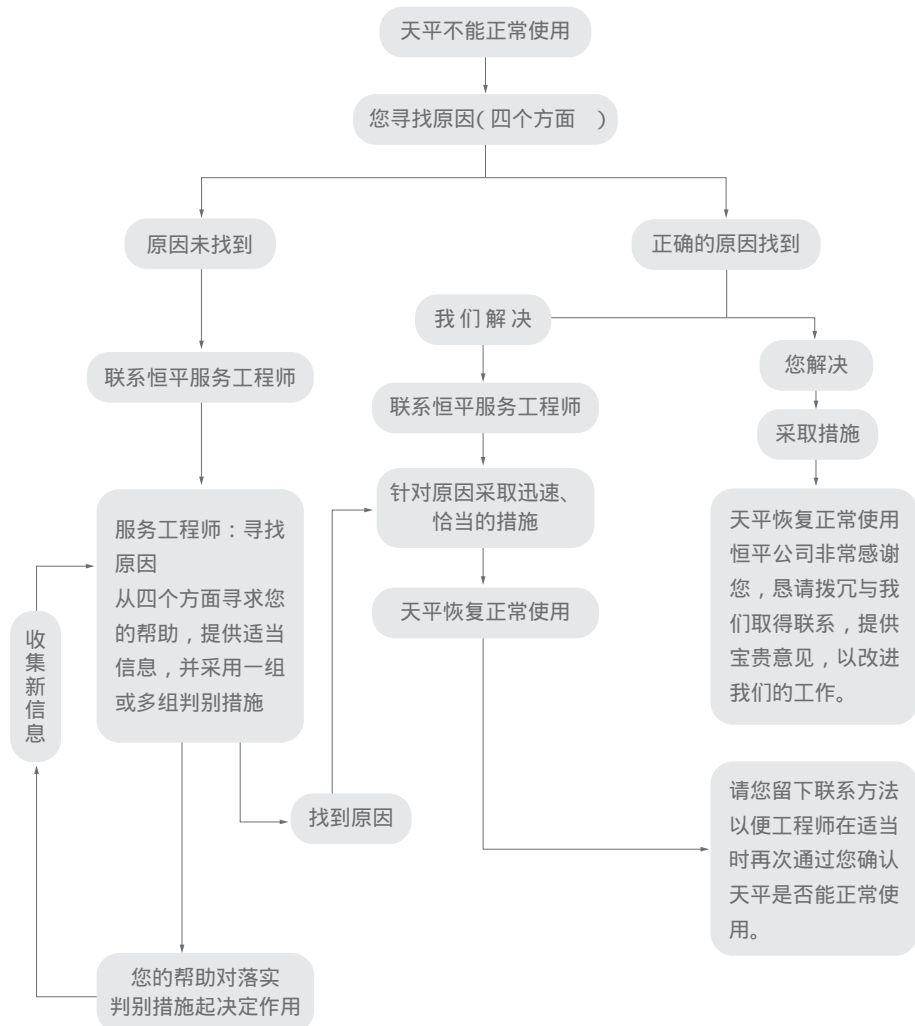 天平不能正常使用
您寻找原因(四个方面 )
原因未找到
正确的原因找到
我们解决
您解决
联系恒平服务工程师
联系恒平服务工程师
采取措施
针对原因采取迅速、
恰当的措施
服务工程师：寻找
原因
从四个方面寻求您
的帮助，提供适当
信息，并采用一组
或多组判别措施
天平恢复正常使用
恒平公司非常感谢
您，恳请拨冗与我
们取得联系，提供
宝贵意见，以改进
我们的工作。
天平恢复正常使用
收集新信息
找到原因
请您留下联系方法
以便工程师在适当
时再次通过您确认
天平是否能正常使
用。
您的帮助对落实
判别措施起决定作用